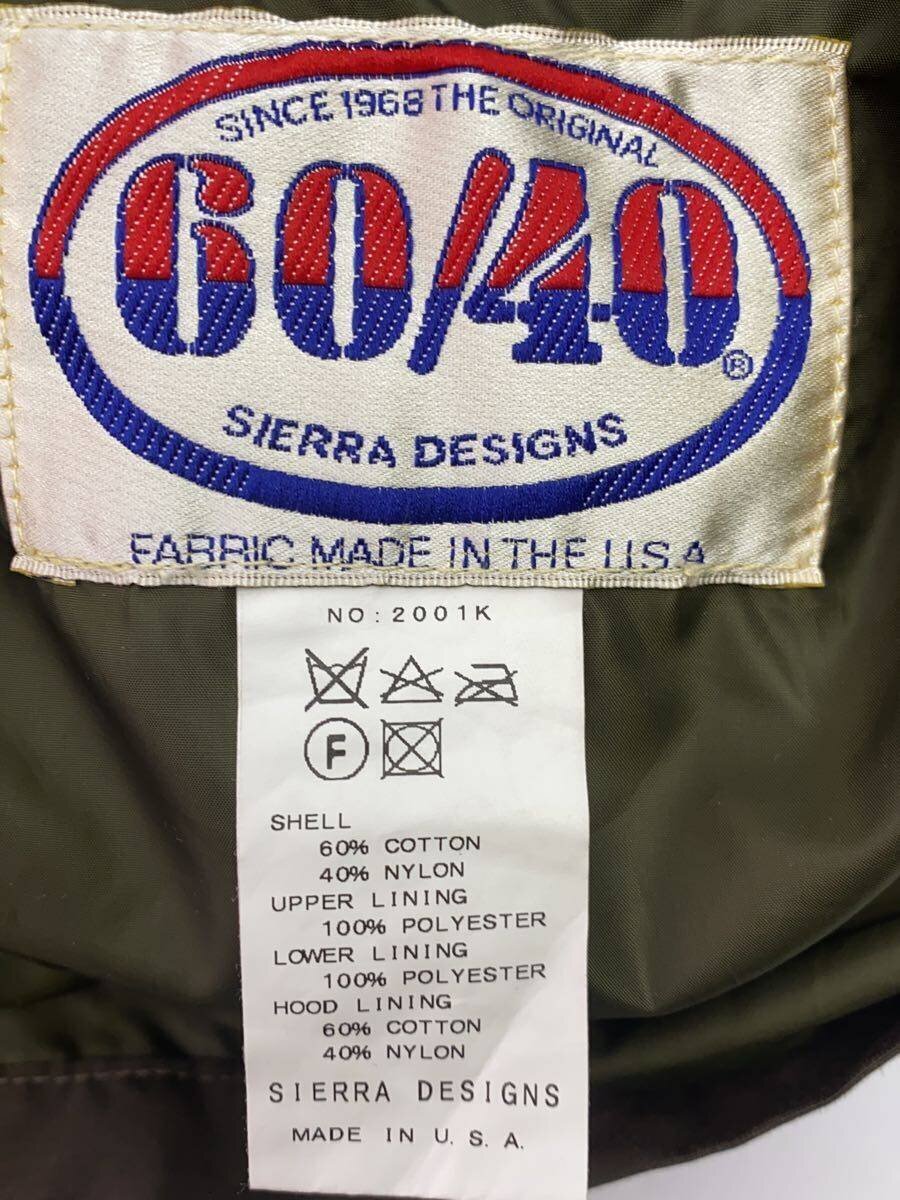 SINCE 1968 THE ORIGINAL
60/40®
SIERRA DESIGNS
FABRIC MADE IN THE U.S.A
NO: 2001K
F
SHELL
60% COTTON
40% NYLON
UPPER LINING
100% POLYESTER
LOWER LINING
100% POLYESTER
HOOD LINING
60% COTTON
40% NYLON
SIERRA DESIGNS
MADE IN U. S. A.